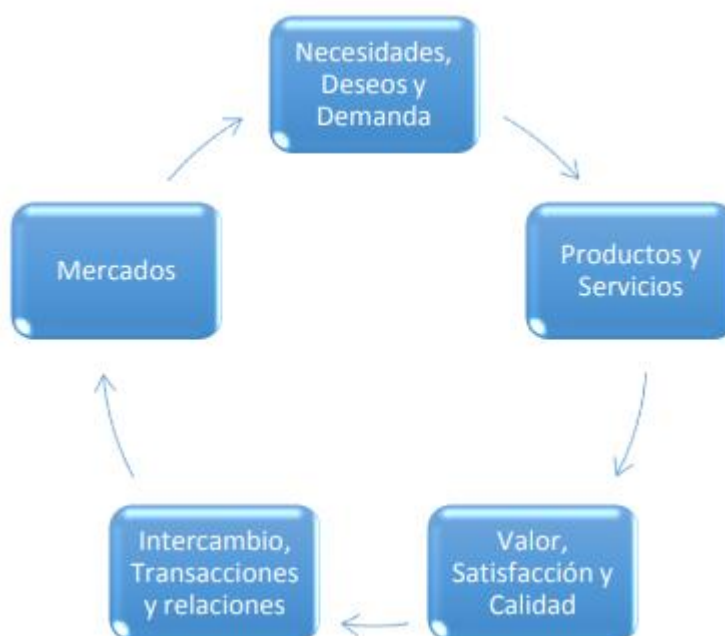 Necesidades,
Deseos y
Demanda
Productos y
Servicios
Valor,
Satisfacción y
Calidad
Intercambio,
Transacciones
y relaciones
Mercados